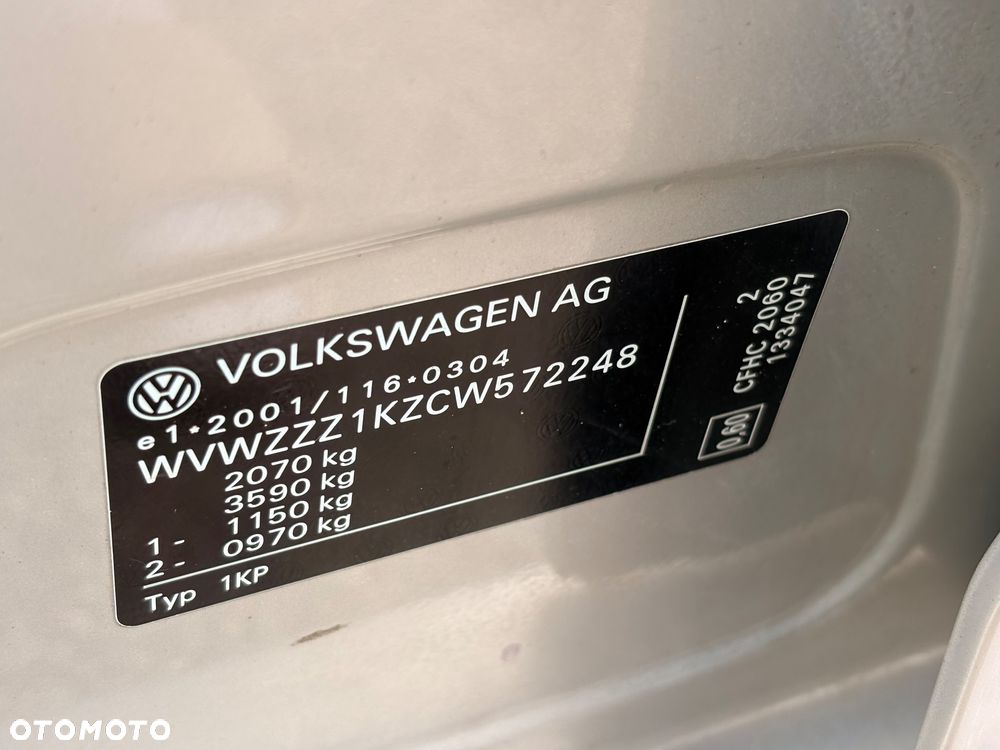 VOLKSWAGEN AG
e1*2001/116*0304
WVWZZZ1KZCW572248
2070 kg
3590 kg
1 - 1150 kg
2 - 0970 kg
Typ 1KP
2
CFHC 2060
1334047
0,60
OTOMOTO